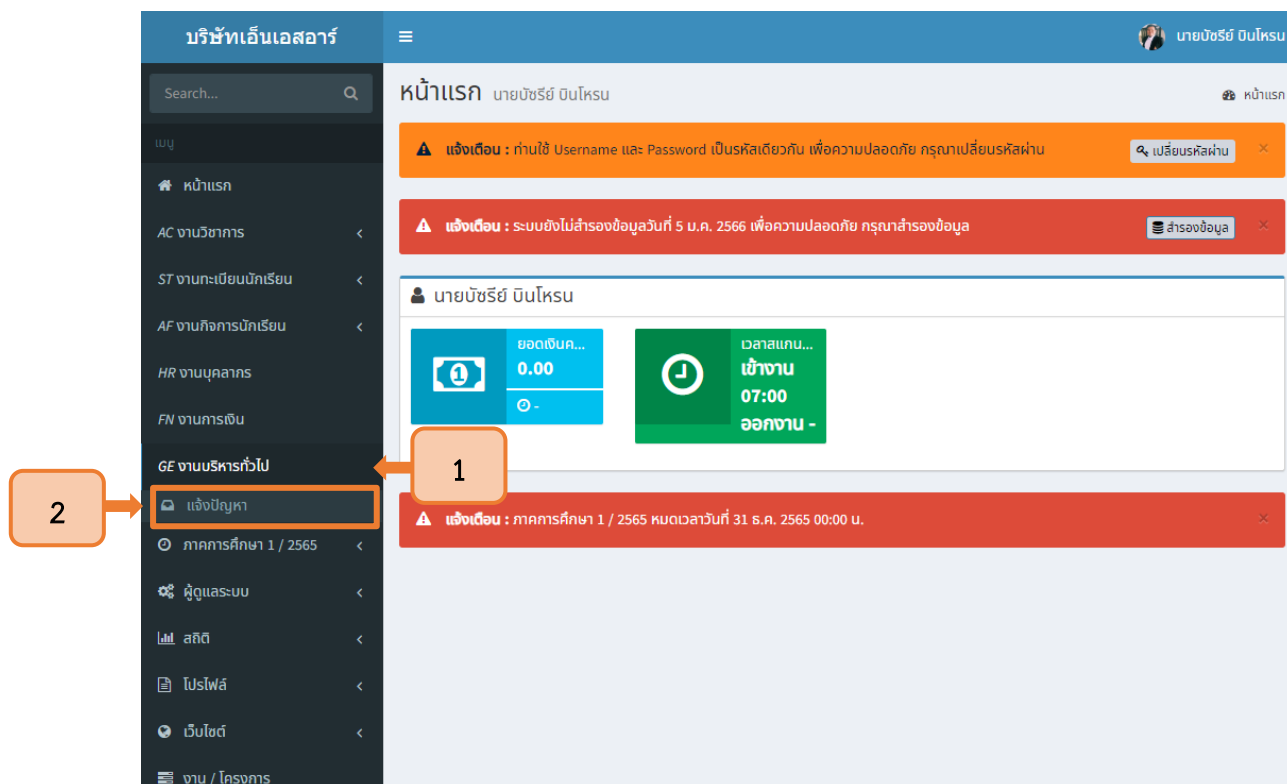 บริษัทเอ็นเอสอาร์
นายบัซรีย์ บินโหรน
Search...
หน้าแรก นายบัซรีย์ บินโหรน
หน้าแรก
เมนู
แจ้งเตือน : ท่านใช้ Username และ Password เป็นรหัสเดียวกัน เพื่อความปลอดภัย กรุณาเปลี่ยนรหัสผ่าน
เปลี่ยนรหัสผ่าน ×
หน้าแรก
AC งานวิชาการ
แจ้งเตือน : ระบบยังไม่สำรองข้อมูลวันที่ 5 ม.ค. 2566 เพื่อความปลอดภัย กรุณาสำรองข้อมูล
สำรองข้อมูล ×
ST งานทะเบียนนักเรียน
นายบัซรีย์ บินโหรน
AF งานกิจการนักเรียน
ยอดเงินค...
0.00
-
เวลาสแกน...
เข้างาน
07:00
ออกงาน -
HR งานบุคลากร
FN งานการเงิน
GE งานบริหารทั่วไป
1
2
แจ้งปัญหา
แจ้งเตือน : ภาคการศึกษา 1 / 2565 หมดเวลาวันที่ 31 ธ.ค. 2565 00:00 น. ×
ภาคการศึกษา 1 / 2565
ผู้ดูแลระบบ
สถิติ
โปรไฟล์
เว็บไซต์
งาน / โครงการ